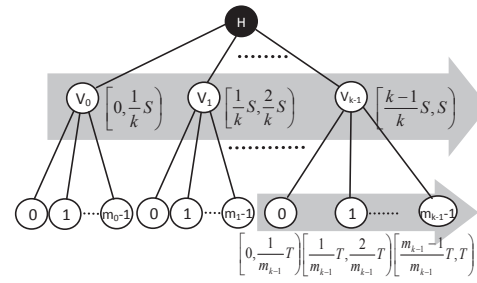 H
........
V₀ [0, 1/k S) V₁ [1/k S, 2/k S) Vₖ₋₁ [k-1/k S, S)
..........
0 1 ····· m₀-1 0 1 ····· m₁-1 0 1 ······· mₖ₋₁-1
[0, 1/mₖ₋₁ T) [1/mₖ₋₁ T, 2/mₖ₋₁ T) [mₖ₋₁-1/mₖ₋₁ T, T)